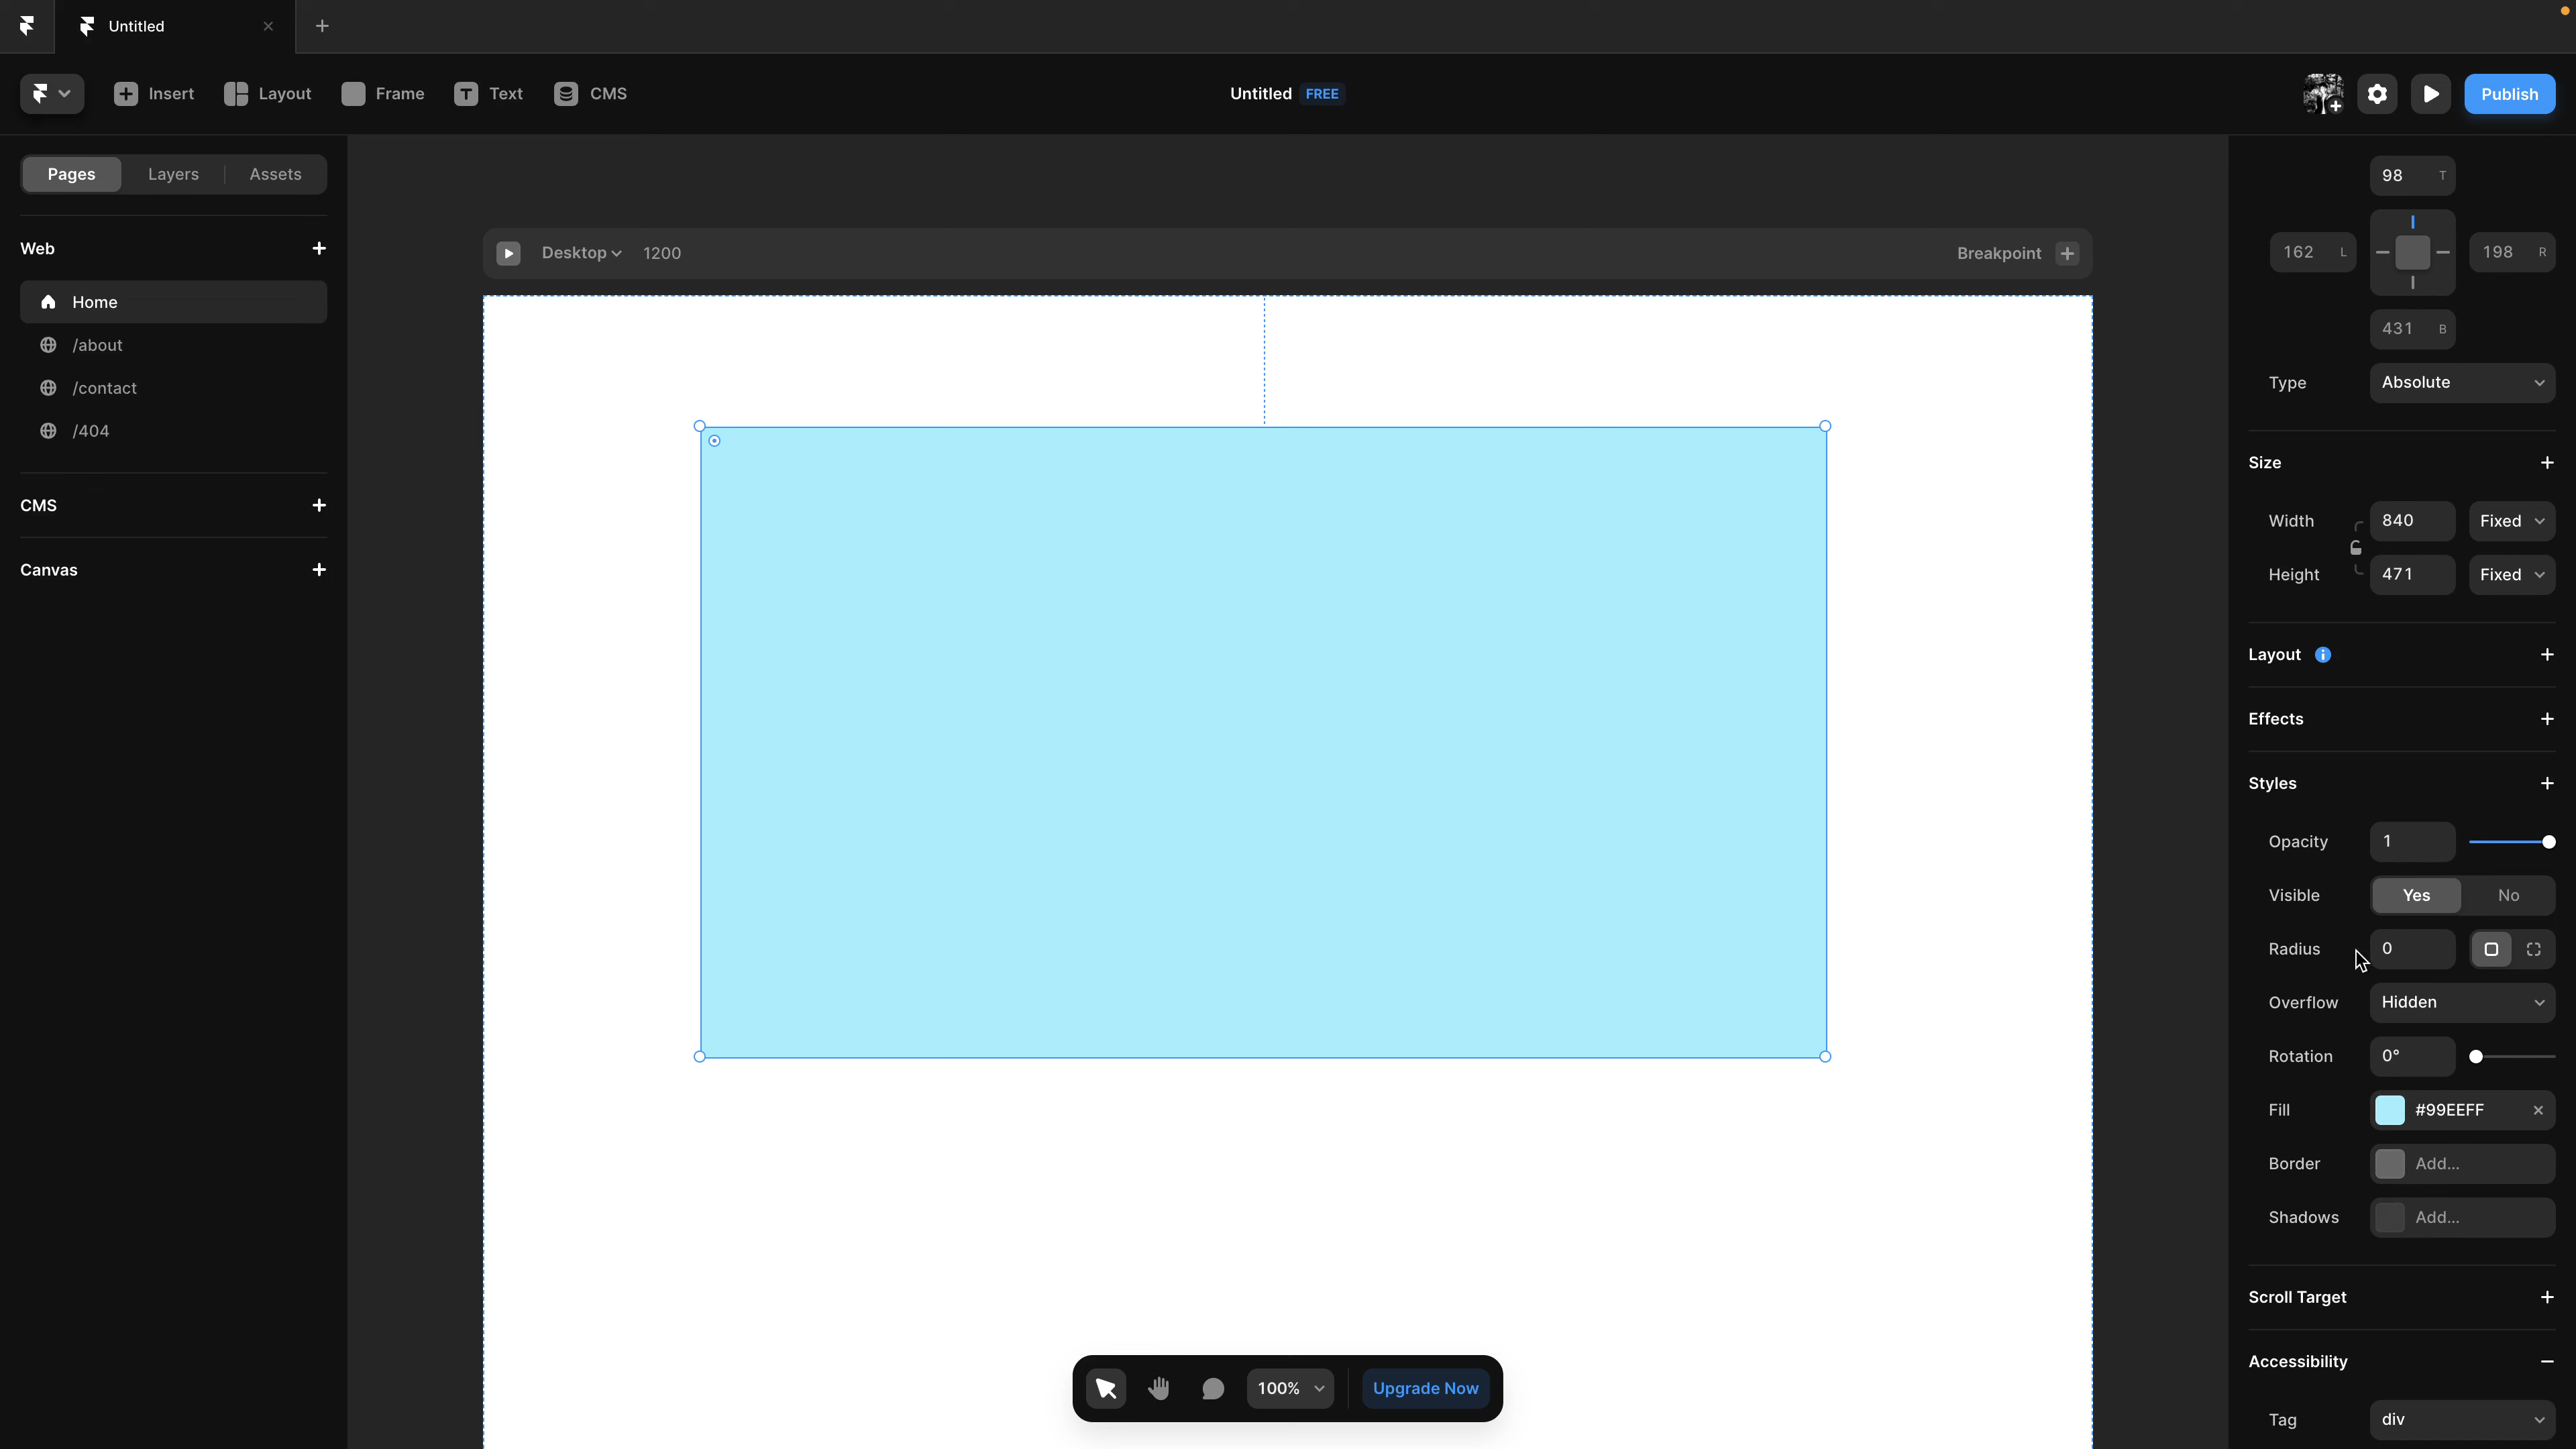 Untitled
Insert Layout Frame Text CMS
Untitled FREE
Publish
Pages Layers Assets
Web
Home
/about
/contact
/404
CMS
Canvas
Desktop 1200
Breakpoint
98 T
162 L
198 R
431 B
Type Absolute
Size
Width 840 Fixed
Height 471 Fixed
Layout
Effects
Styles
Opacity 1
Visible Yes No
Radius 0
Overflow Hidden
Rotation 0°
Fill #99EEFF
Border Add...
Shadows Add...
Scroll Target
Accessibility
Tag div
100% Upgrade Now